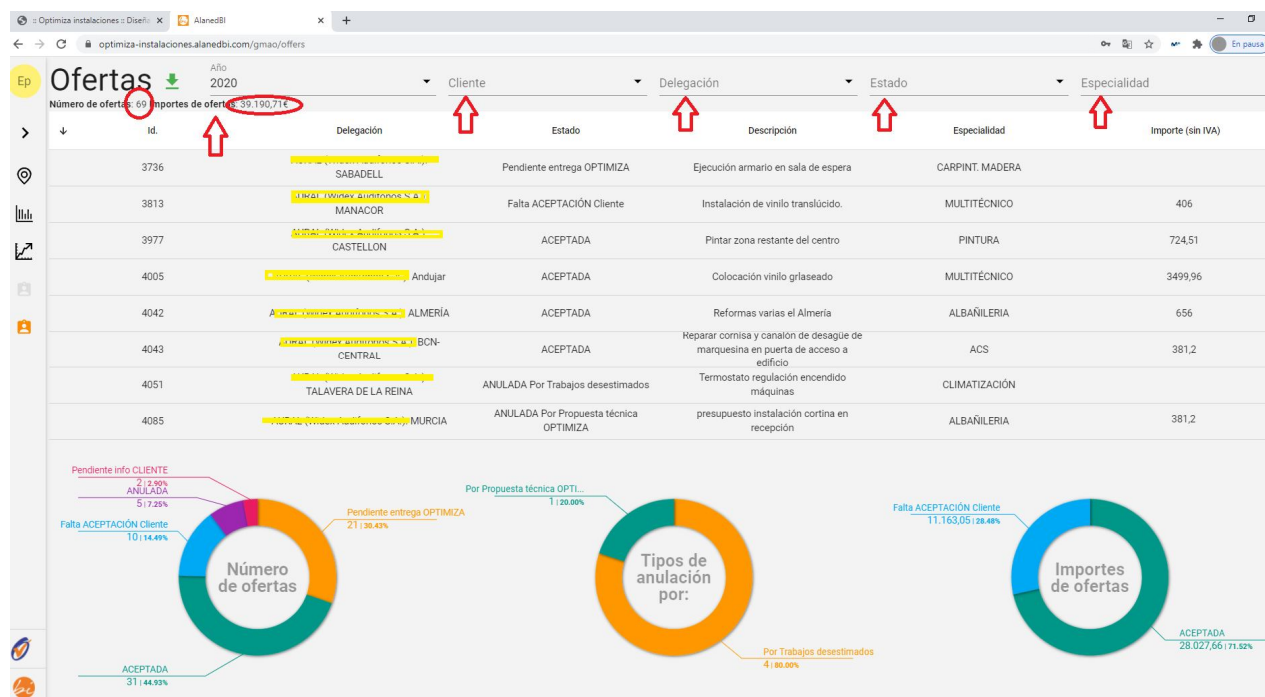 :: Optimiza instalaciones :: Diseñ
AlanedBI
optimiza-instalaciones.alanedbi.com/gmao/offers
En pausa
Ep
Ofertas
Año
2020
Cliente
Delegación
Estado
Especialidad
Número de ofertas: 69 Importes de ofertas: 39.190,71€
Id. Delegación Estado Descripción Especialidad Importe (sin IVA)
3736 SABADELL Pendiente entrega OPTIMIZA Ejecución armario en sala de espera CARPINT. MADERA
3813 MANACOR Falta ACEPTACIÓN Cliente Instalación de vinilo translúcido. MULTITÉCNICO 406
3977 CASTELLON ACEPTADA Pintar zona restante del centro PINTURA 724,51
4005 Andujar ACEPTADA Colocación vinilo grlaseado MULTITÉCNICO 3499,96
4042 ALMERÍA ACEPTADA Reformas varias el Almería ALBAÑILERIA 656
4043 BCN-
CENTRAL ACEPTADA Reparar cornisa y canalón de desagüe de
marquesina en puerta de acceso a
edificio ACS 381,2
4051 TALAVERA DE LA REINA ANULADA Por Trabajos desestimados Termostato regulación encendido
máquinas CLIMATIZACIÓN
4085 MURCIA ANULADA Por Propuesta técnica
OPTIMIZA presupuesto instalación cortina en
recepción ALBAÑILERIA 381,2
Pendiente info CLIENTE
2 | 2.90%
ANULADA
5 | 7.25%
Falta ACEPTACIÓN Cliente
10 | 14.49%
Pendiente entrega OPTIMIZA
21 | 30.43%
Número
de ofertas
ACEPTADA
31 | 44.93%
Por Propuesta técnica OPTI...
1 | 20.00%
Tipos de
anulación
por:
Por Trabajos desestimados
4 | 80.00%
Falta ACEPTACIÓN Cliente
11.163,05 | 28.48%
Importes
de ofertas
ACEPTADA
28.027,66 | 71.52%
bi